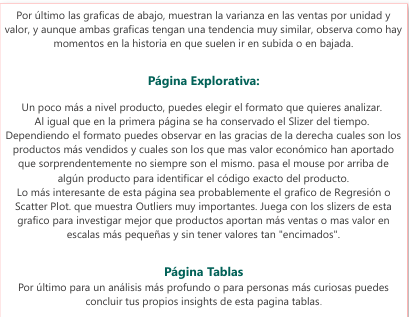 Por último las graficas de abajo, muestran la varianza en las ventas por unidad y
valor, y aunque ambas graficas tengan una tendencia muy similar, observa como hay
momentos en la historia en que suelen ir en subida o en bajada.
Página Explorativa:
Un poco más a nivel producto, puedes elegir el formato que quieres analizar.
Al igual que en la primera página se ha conservado el Slizer del tiempo.
Dependiendo el formato puedes observar en las gracias de la derecha cuales son los
productos más vendidos y cuales son los que mas valor económico han aportado
que sorprendentemente no siempre son el mismo. pasa el mouse por arriba de
algún producto para identificar el código exacto del producto.
Lo más interesante de esta página sea probablemente el grafico de Regresión o
Scatter Plot. que muestra Outliers muy importantes. Juega con los slizers de esta
grafico para investigar mejor que productos aportan más ventas o mas valor en
escalas más pequeñas y sin tener valores tan "encimados".
Página Tablas
Por último para un análisis más profundo o para personas más curiosas puedes
concluir tus propios insights de esta pagina tablas.